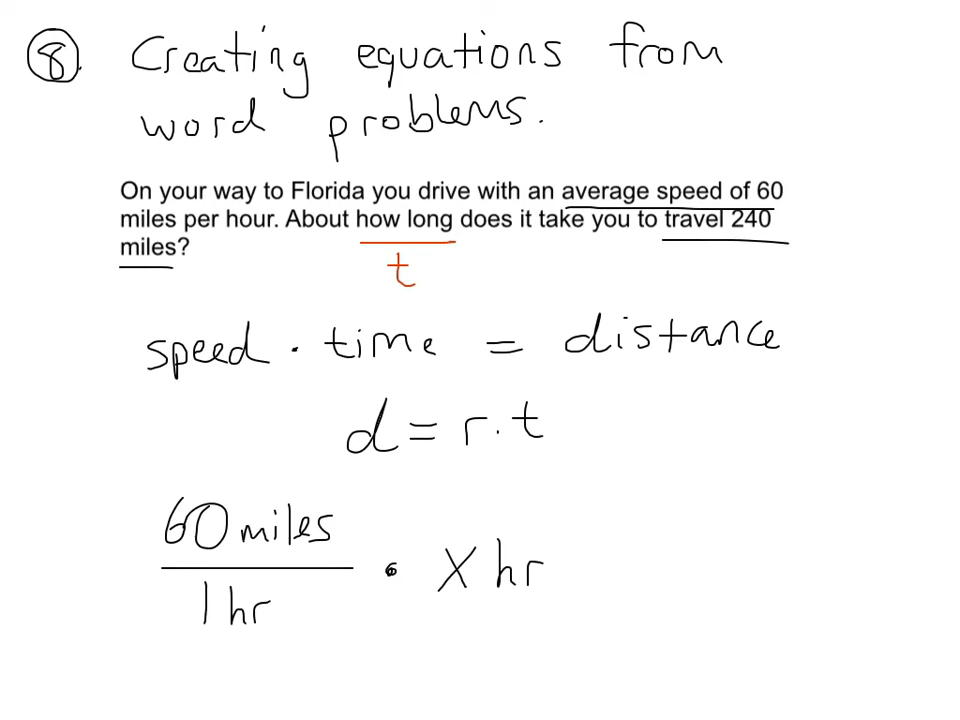 8. Creating equations from
word problems.
On your way to Florida you drive with an average speed of 60
miles per hour. About how long does it take you to travel 240
miles?
t
speed · time = distance
d = r · t
60 miles
1 hr · x hr